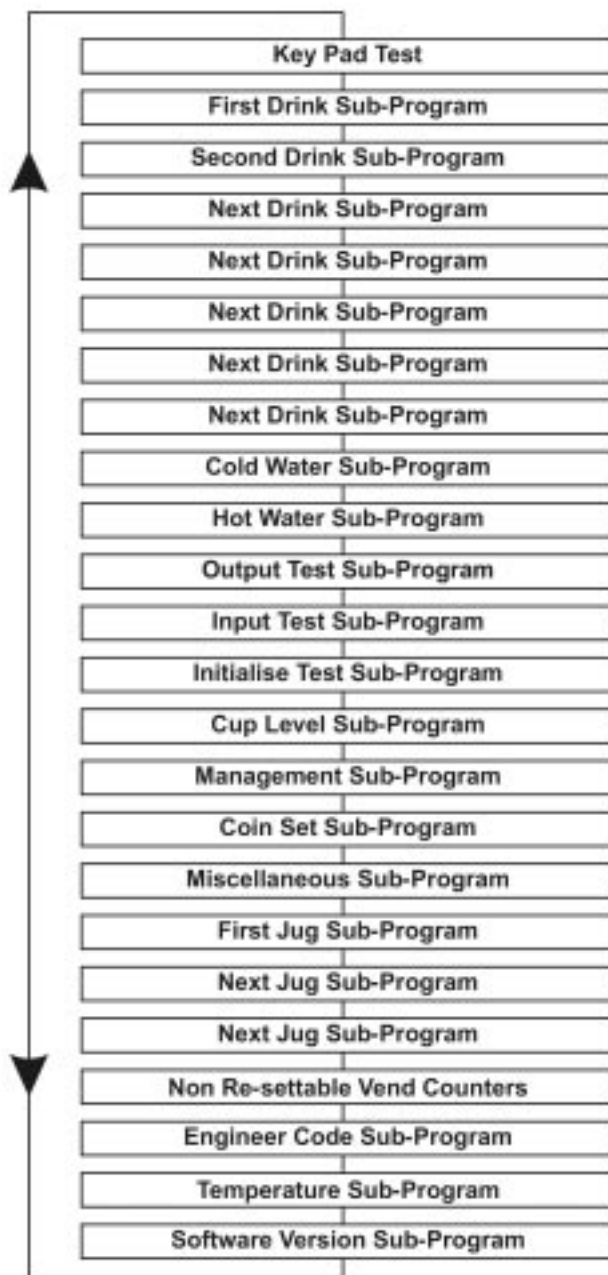 Key Pad Test
First Drink Sub-Program
Second Drink Sub-Program
Next Drink Sub-Program
Next Drink Sub-Program
Next Drink Sub-Program
Next Drink Sub-Program
Next Drink Sub-Program
Cold Water Sub-Program
Hot Water Sub-Program
Output Test Sub-Program
Input Test Sub-Program
Initialise Test Sub-Program
Cup Level Sub-Program
Management Sub-Program
Coin Set Sub-Program
Miscellaneous Sub-Program
First Jug Sub-Program
Next Jug Sub-Program
Next Jug Sub-Program
Non Re-settable Vend Counters
Engineer Code Sub-Program
Temperature Sub-Program
Software Version Sub-Program